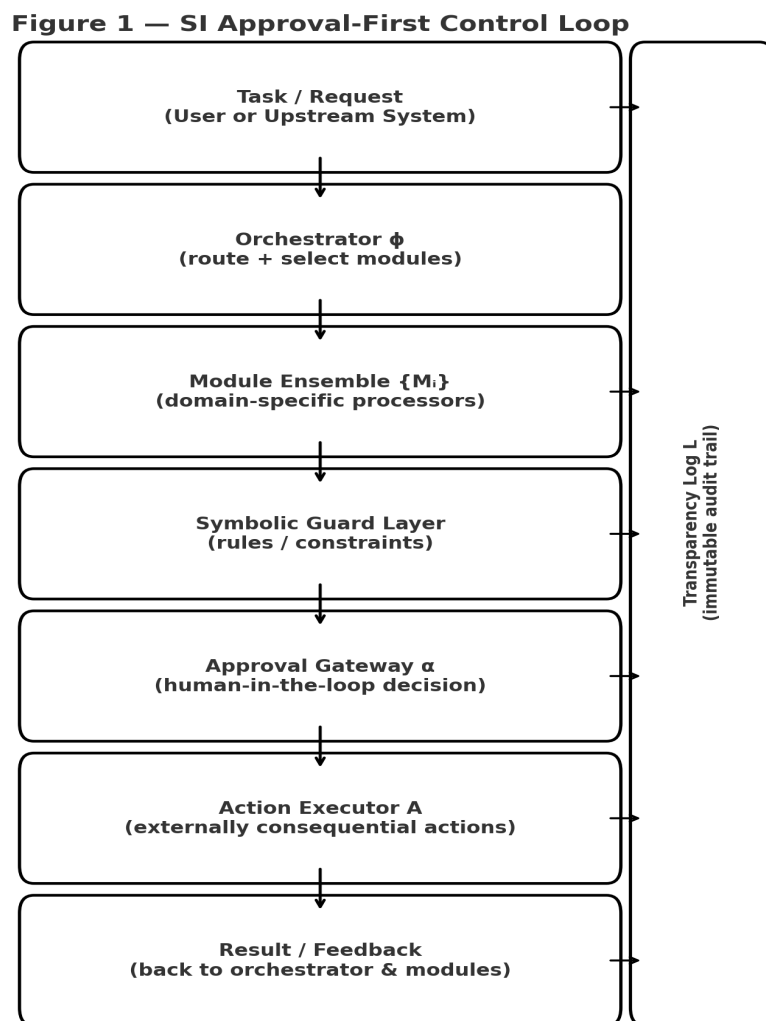 Figure 1 — SI Approval-First Control Loop
Task / Request
(User or Upstream System)
Orchestrator ϕ
(route + select modules)
Module Ensemble {Mᵢ}
(domain-specific processors)
Symbolic Guard Layer
(rules / constraints)
Approval Gateway α
(human-in-the-loop decision)
Action Executor A
(externally consequential actions)
Result / Feedback
(back to orchestrator & modules)
Transparency Log L
(immutable audit trail)